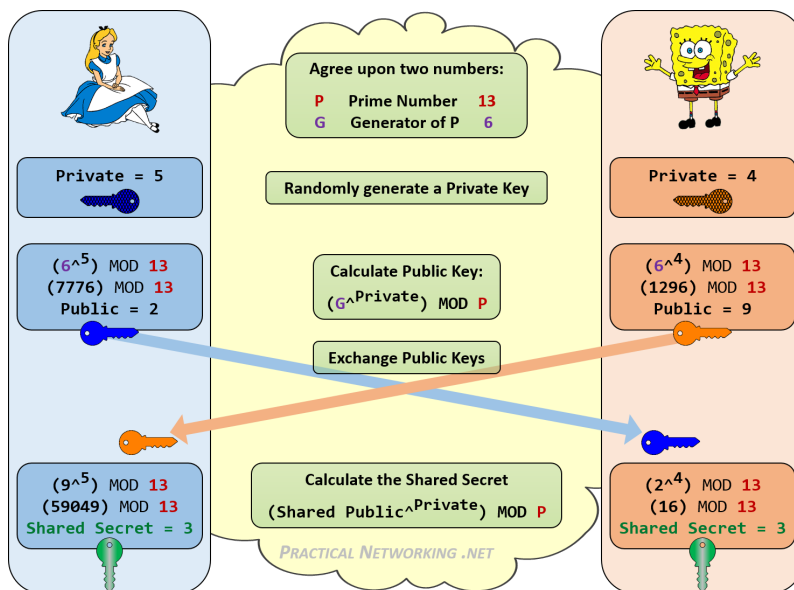 Agree upon two numbers:
P Prime Number 13
G Generator of P 6
Private = 5
Randomly generate a Private Key
Private = 4
(6^5) MOD 13
(7776) MOD 13
Public = 2
Calculate Public Key:
(G^Private) MOD P
(6^4) MOD 13
(1296) MOD 13
Public = 9
Exchange Public Keys
(9^5) MOD 13
(59049) MOD 13
Shared Secret = 3
Calculate the Shared Secret
(Shared Public^Private) MOD P
(2^4) MOD 13
(16) MOD 13
Shared Secret = 3
PRACTICAL NETWORKING .NET